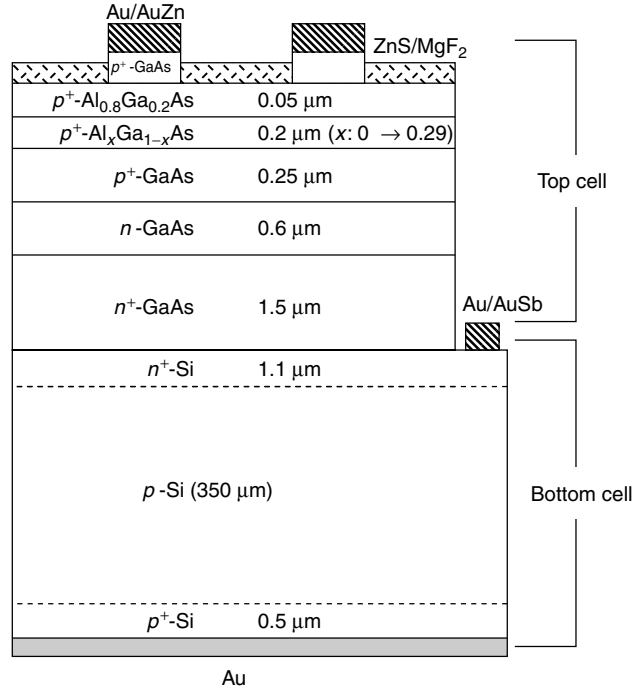 Au/AuZn
ZnS/MgF₂
p⁺-GaAs
p⁺-Al₀.₈Ga₀.₂As 0.05 μm
p⁺-AlₓGa₁₋ₓAs 0.2 μm (x: 0 → 0.29)
p⁺-GaAs 0.25 μm
Top cell
n-GaAs 0.6 μm
n⁺-GaAs 1.5 μm
Au/AuSb
n⁺-Si 1.1 μm
p-Si (350 μm)
Bottom cell
p⁺-Si 0.5 μm
Au